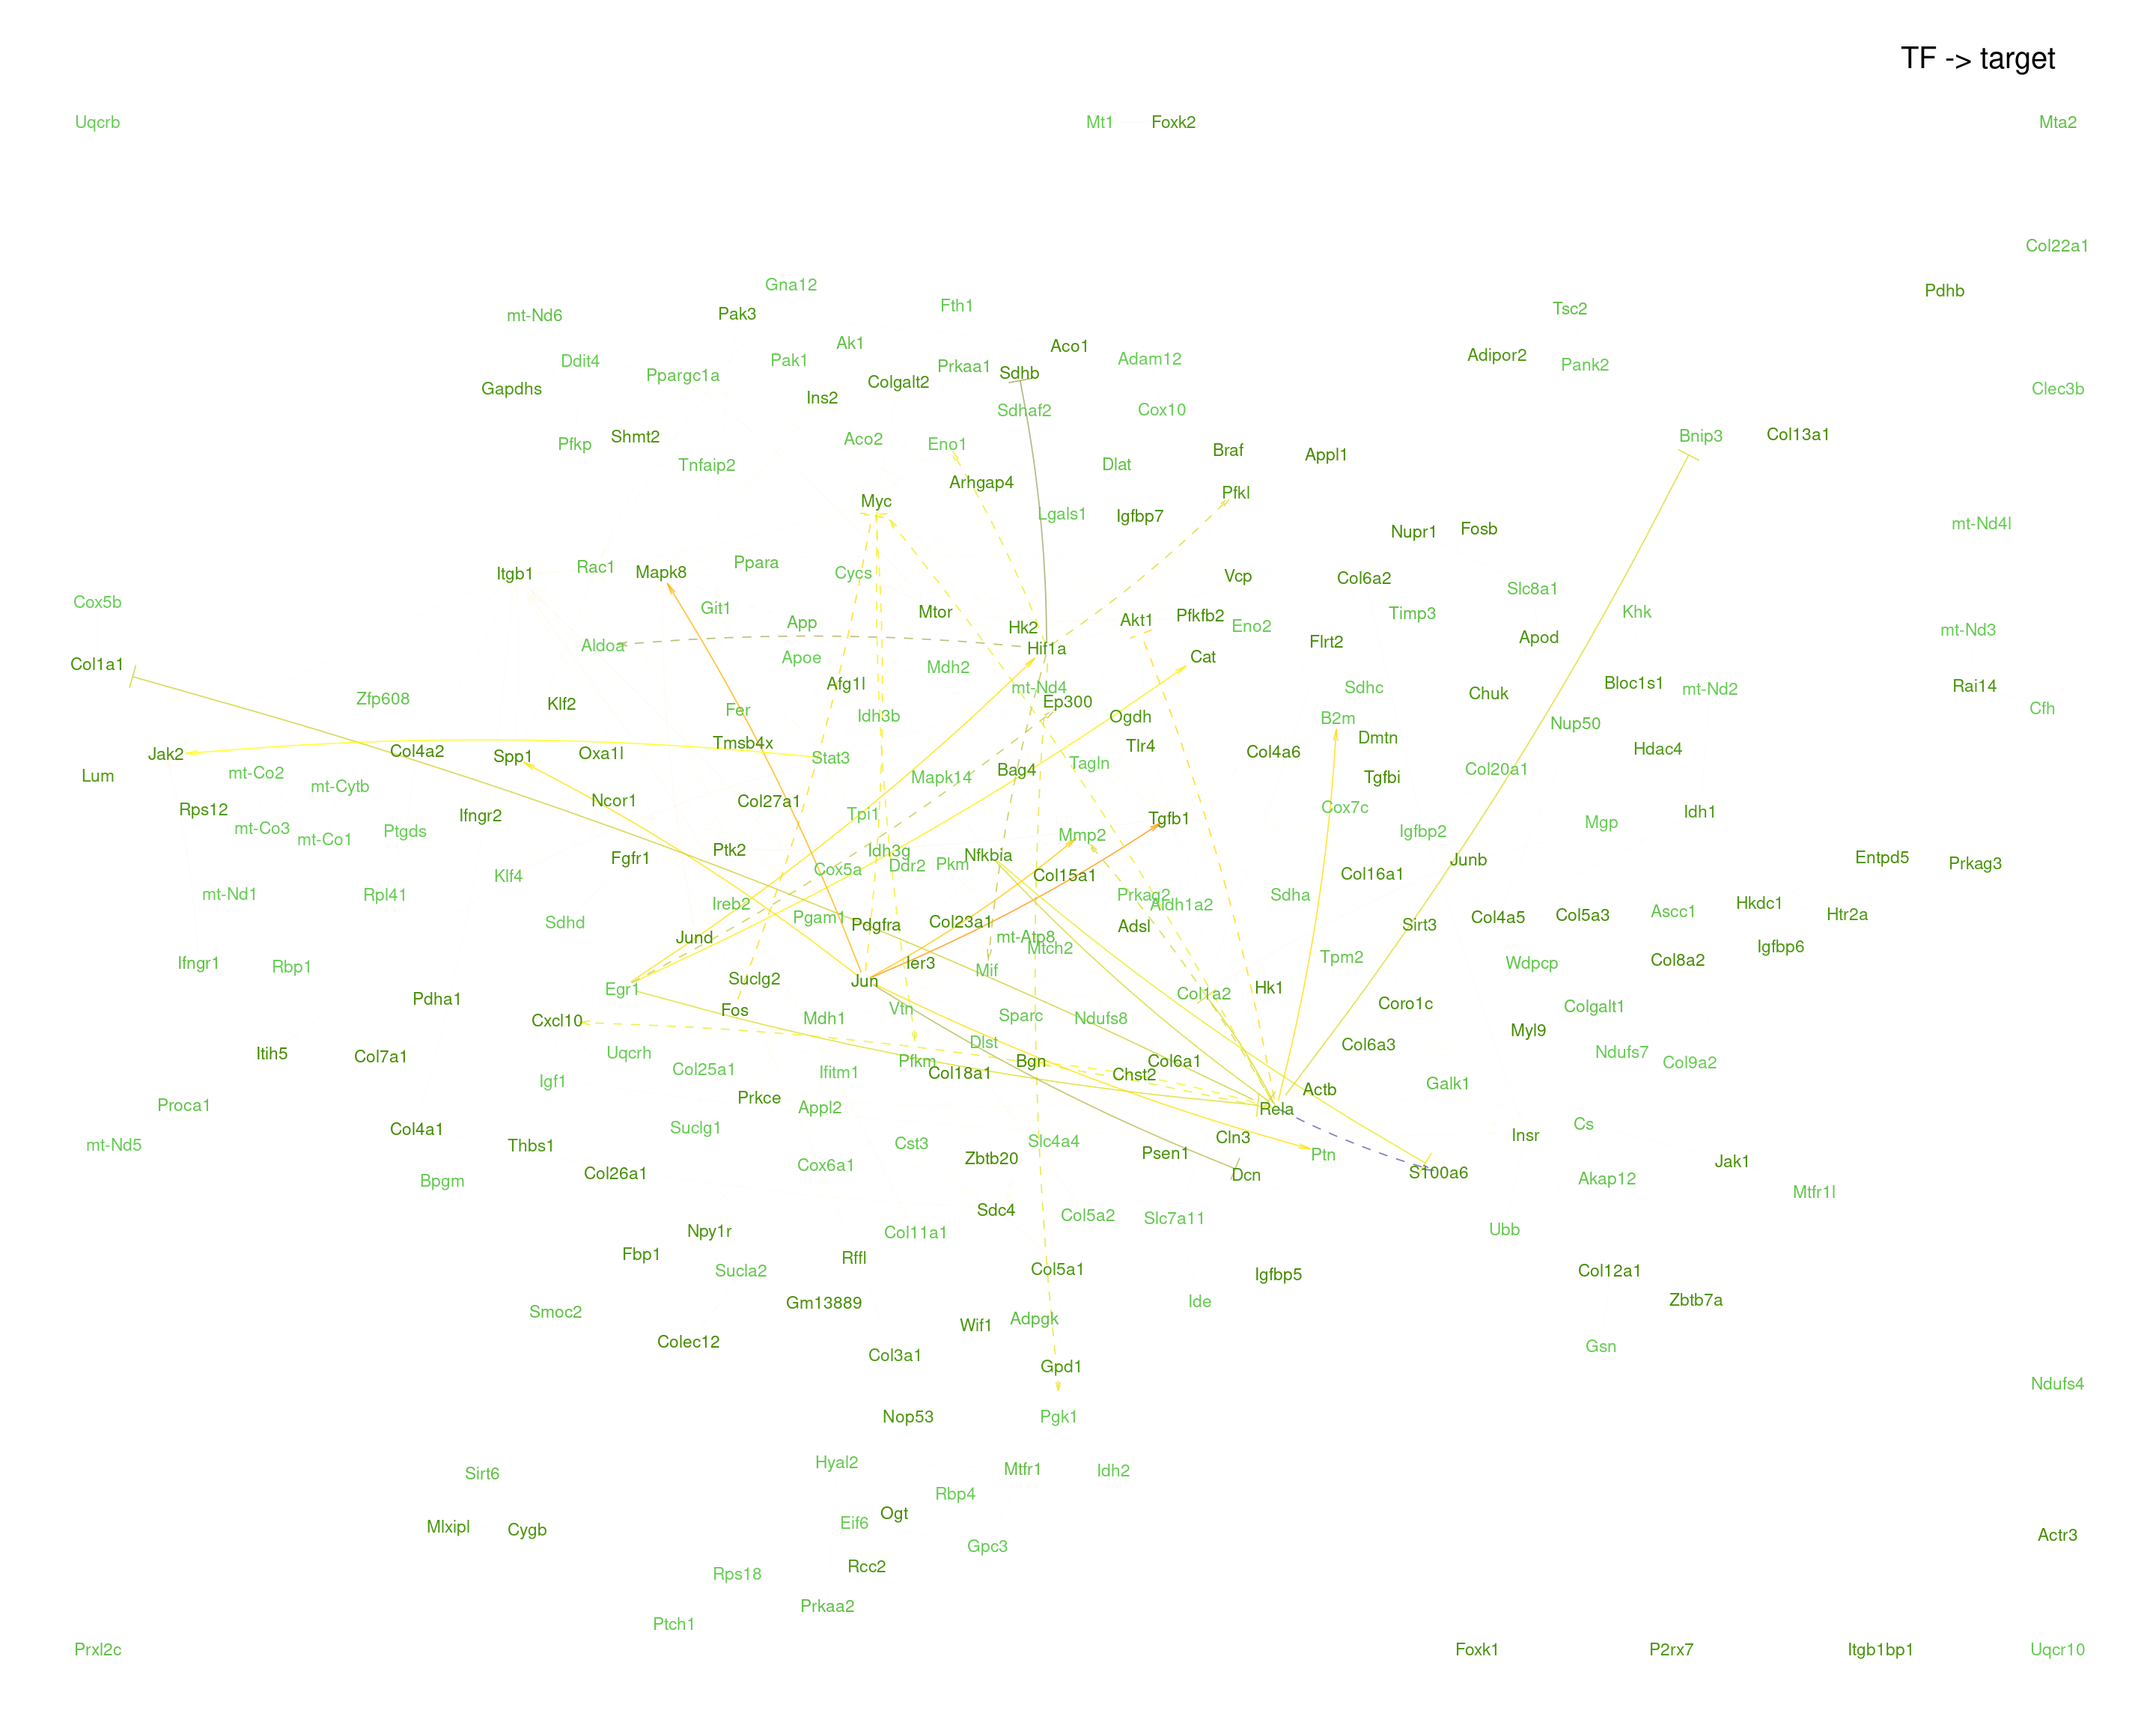 TF -> target
Uqcrb
Mt1
Foxk2
Mta2
Col22a1
Gna12
Pdhb
Fth1
Tsc2
mt-Nd6
Pak3
Ak1
Aco1
Adipor2
Adam12
Ddit4
Pak1
Prkaa1
Pank2
Sdhb
Ppargc1a
Colgalt2
Gapdhs
Clec3b
Ins2
Sdhaf2
Cox10
Col13a1
Shmt2
Bnip3
Aco2
Eno1
Pfkp
Braf
Appl1
Tnfaip2
Dlat
Arhgap4
Pfkl
Myc
Lgals1
Igfbp7
mt-Nd4l
Fosb
Nupr1
Ppara
Rac1
Mapk8
Cycs
Itgb1
Vcp
Col6a2
Slc8a1
Cox5b
Git1
Mtor
Khk
Timp3
Pfkfb2
Akt1
App
Hk2
Eno2
mt-Nd3
Apod
Flrt2
Aldoa
Hif1a
Apoe
Cat
Col1a1
Mdh2
Afg1l
Bloc1s1
Rai14
mt-Nd4
Sdhc
mt-Nd2
Chuk
Zfp608
Ep300
Klf2
Cfh
Fer
Idh3b
Ogdh
B2m
Nup50
Dmtn
Tmsb4x
Tlr4
Hdac4
Col4a2
Col4a6
Jak2
Oxa1l
Spp1
Stat3
Tagln
Col20a1
Bag4
mt-Co2
Lum
Mapk14
Tgfbi
mt-Cytb
Ncor1
Col27a1
Cox7c
Rps12
Idh1
Tpi1
Ifngr2
Tgfb1
Mgp
mt-Co3
Ptgds
Igfbp2
Mmp2
mt-Co1
Ptk2
Idh3g
Nfkbia
Fgfr1
Entpd5
Junb
Prkag3
Pkm
Ddr2
Cox5a
Col16a1
Col15a1
Klf4
mt-Nd1
Rpl41
Prkag2
Sdha
Hkdc1
Ireb2
Aldh1a2
Ascc1
Htr2a
Col5a3
Pgam1
Col4a5
Sdhd
Col23a1
Pdgfra
Adsl
Sirt3
Jund
mt-Atp8
Igfbp6
Mtch2
Tpm2
Col8a2
Ifngr1
Ier3
Wdpcp
Rbp1
Mif
Suclg2
Jun
Hk1
Egr1
Col1a2
Pdha1
Coro1c
Colgalt1
Vtn
Fos
Sparc
Mdh1
Ndufs8
Cxcl10
Myl9
Dlst
Col6a3
Ndufs7
Uqcrh
Itih5
Col7a1
Pfkm
Bgn
Col6a1
Col9a2
Col25a1
Ifitm1
Col18a1
Chst2
Igf1
Galk1
Actb
Prkce
Proca1
Appl2
Rela
Cs
Suclg1
Col4a1
Insr
Cln3
Slc4a4
Cst3
mt-Nd5
Thbs1
Psen1
Ptn
Zbtb20
Jak1
Cox6a1
Col26a1
S100a6
Dcn
Akap12
Bpgm
Mtfr1l
Sdc4
Col5a2
Slc7a11
Ubb
Npy1r
Col11a1
Fbp1
Rffl
Col5a1
Sucla2
Col12a1
Igfbp5
Zbtb7a
Ide
Gm13889
Smoc2
Adpgk
Wif1
Colec12
Gsn
Col3a1
Gpd1
Ndufs4
Nop53
Pgk1
Hyal2
Mtfr1
Idh2
Sirt6
Rbp4
Ogt
Eif6
Mlxipl
Cygb
Actr3
Gpc3
Rcc2
Rps18
Prkaa2
Ptch1
Prxl2c
Foxk1
P2rx7
Itgb1bp1
Uqcr10